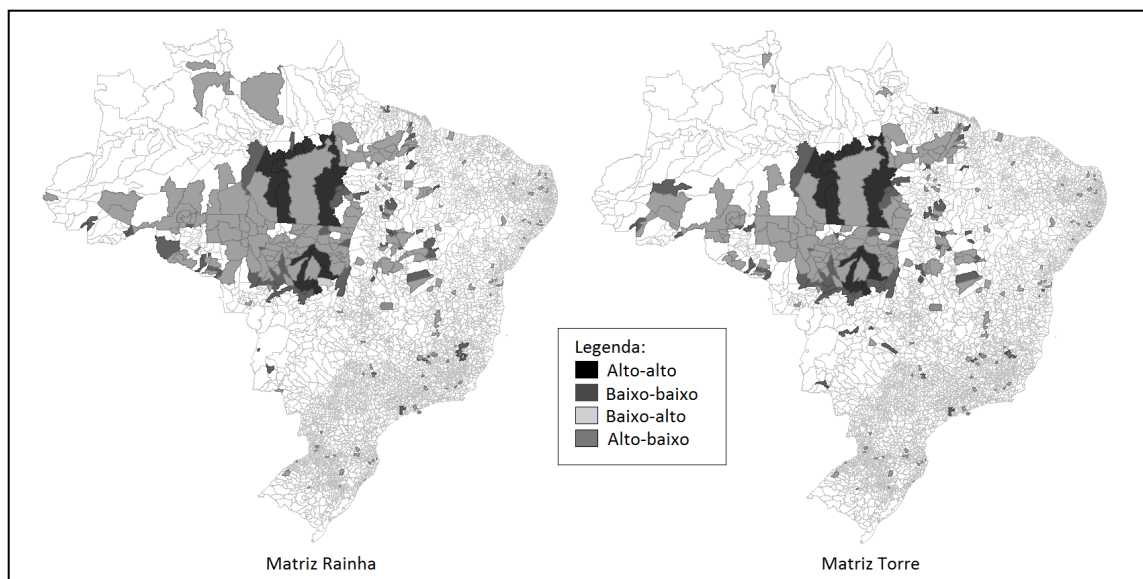 Legenda:
Alto-alto
Baixo-baixo
Baixo-alto
Alto-baixo
Matriz Rainha
Matriz Torre